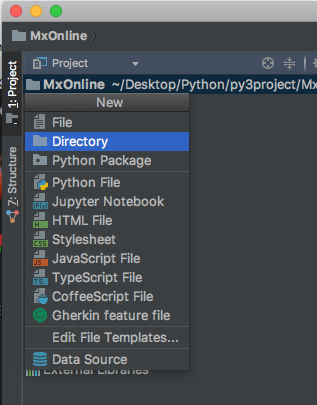 MxOnline
1: Project
Project
MxOnline ~/Desktop/Python/py3project/Mx
New
File
Directory
Python Package
Python File
Jupyter Notebook
HTML File
Stylesheet
JavaScript File
TypeScript File
CoffeeScript File
Gherkin feature file
Edit File Templates...
Data Source
External Libraries
Z: Structure